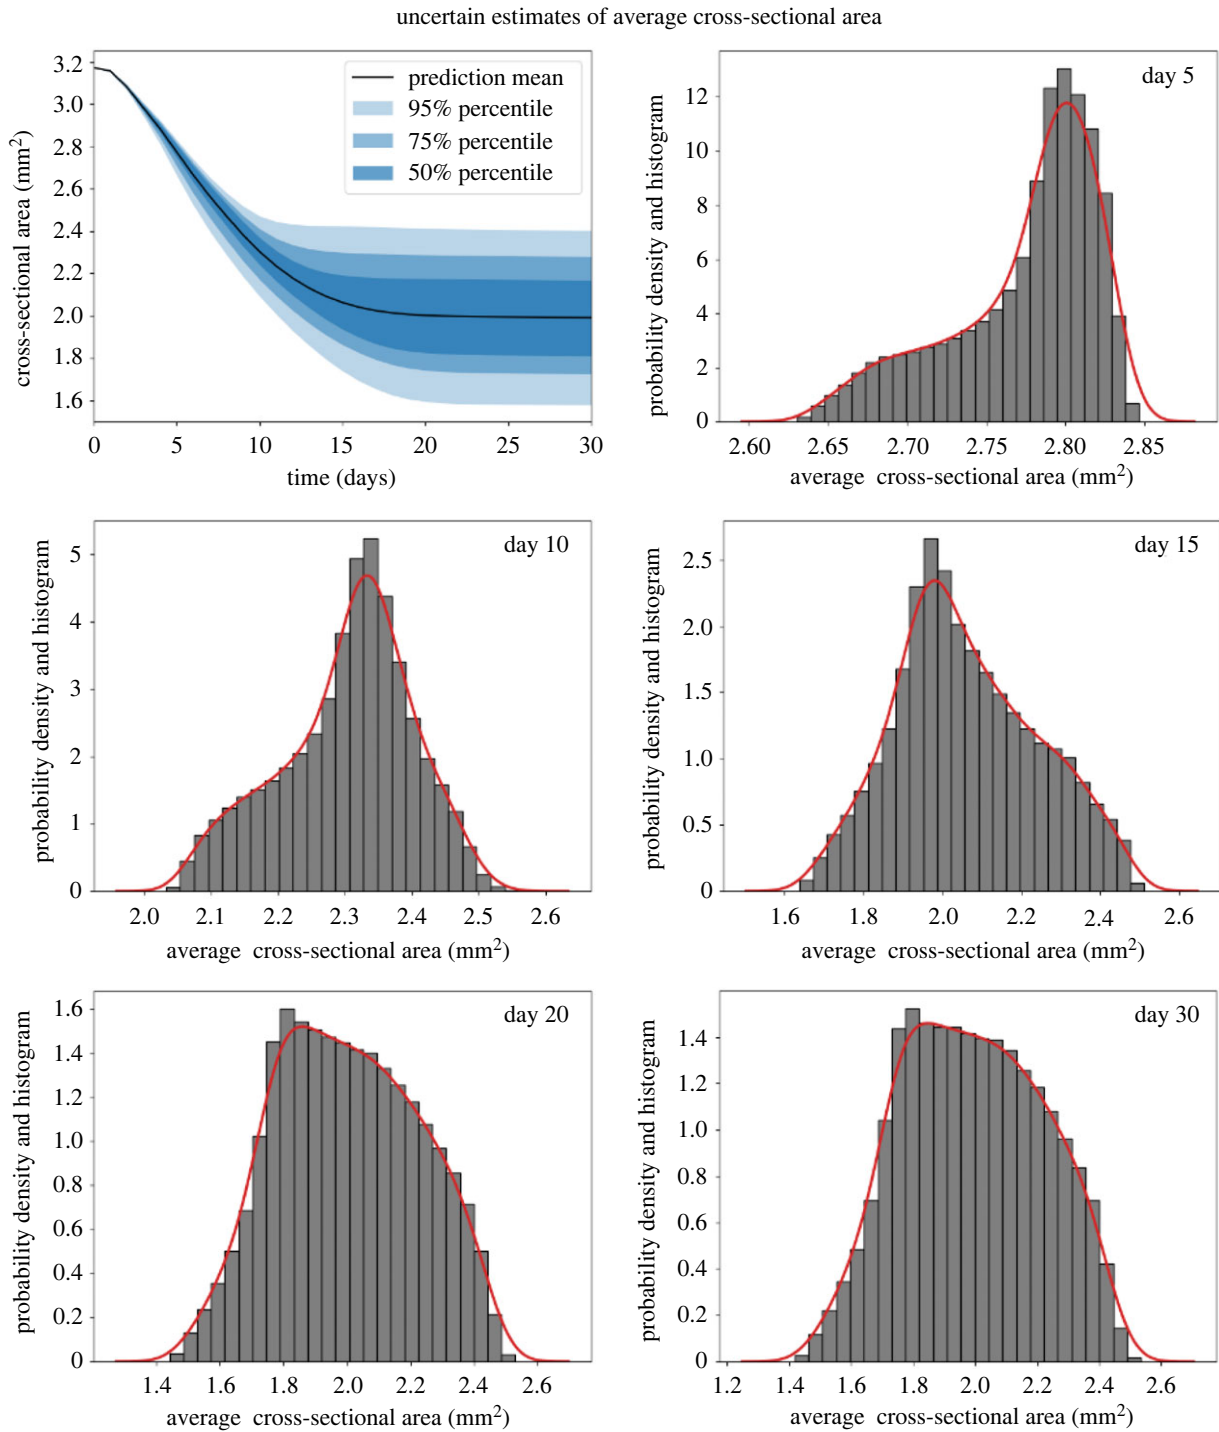 uncertain estimates of average cross-sectional area
3.2
3.0
2.8
2.6
2.4
2.2
2.0
1.8
1.6
cross-sectional area (mm²)
prediction mean
95% percentile
75% percentile
50% percentile
0 5 10 15 20 25 30
time (days)
day 5
12
10
8
6
4
2
0
probability density and histogram
2.60 2.65 2.70 2.75 2.80 2.85
average cross-sectional area (mm²)
day 10
5
4
3
2
1
0
probability density and histogram
2.0 2.1 2.2 2.3 2.4 2.5 2.6
average cross-sectional area (mm²)
day 15
2.5
2.0
1.5
1.0
0.5
0
probability density and histogram
1.6 1.8 2.0 2.2 2.4 2.6
average cross-sectional area (mm²)
day 20
1.6
1.4
1.2
1.0
0.8
0.6
0.4
0.2
0
probability density and histogram
1.4 1.6 1.8 2.0 2.2 2.4 2.6
average cross-sectional area (mm²)
day 30
1.4
1.2
1.0
0.8
0.6
0.4
0.2
0
probability density and histogram
1.2 1.4 1.6 1.8 2.0 2.2 2.4 2.6
average cross-sectional area (mm²)